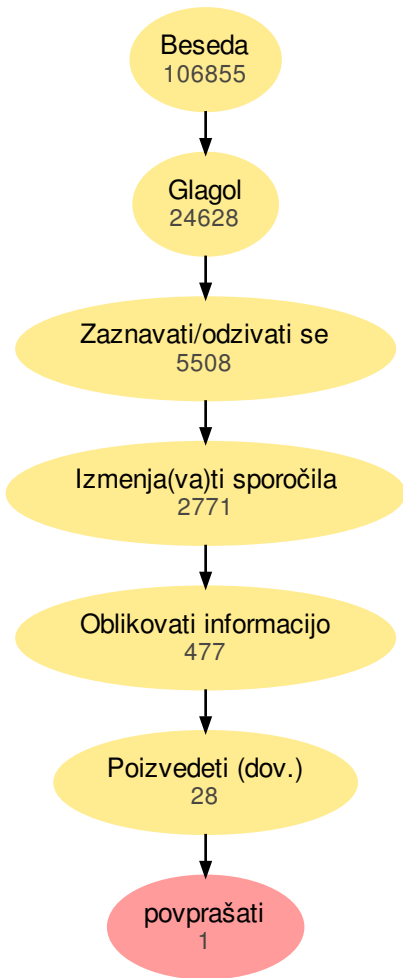 Beseda
106855
Glagol
24628
Zaznavati/odzivati se
5508
Izmenja(va)ti sporočila
2771
Oblikovati informacijo
477
Poizvedeti (dov.)
28
povprašati
1